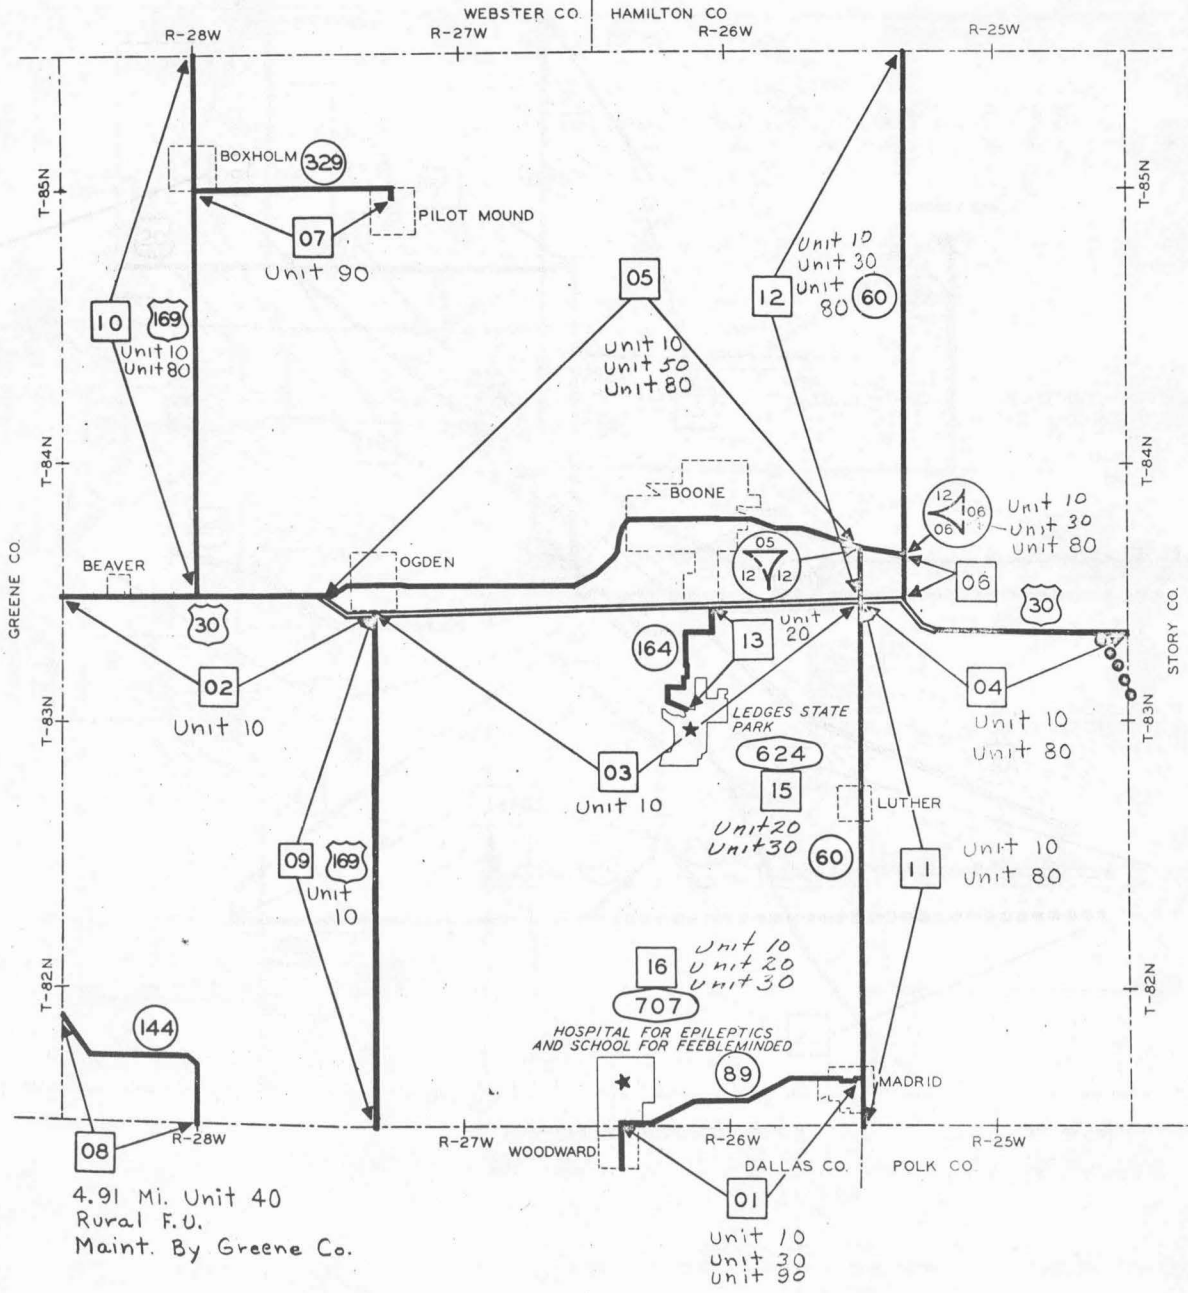 WEBSTER CO. HAMILTON CO
R-28W R-27W R-26W R-25W
BOXHOLM 329
T-85N T-85N
PILOT MOUND
07
Unit 90
05
12
Unit 10
Unit 30
Unit
80 60
10 169
Unit 10
Unit 80
Unit 10
Unit 50
Unit 80
T-84N T-84N
BOONE
12 06
06
Unit 10
Unit 30
Unit 80
05
12 12
BEAVER
OGDEN
06
30
30
GREENE CO.
STORY CO.
164
13
Unit
20
02
Unit 10
04
Unit 10
Unit 80
T-83N T-83N
LEDGES STATE
PARK
624
03
Unit 10
15
Unit 20
Unit 30
LUTHER
60
09 169
Unit
10
11
Unit 10
Unit 80
16
Unit 10
Unit 20
Unit 30
707
T-82N T-82N
144
HOSPITAL FOR EPILEPTICS
AND SCHOOL FOR FEEBLEMINDED
89
MADRID
08
R-28W R-27W R-26W R-25W
WOODWARD
DALLAS CO. POLK CO.
01
Unit 10
Unit 30
Unit 90
4.91 Mi. Unit 40
Rural F.U.
Maint. By Greene Co.